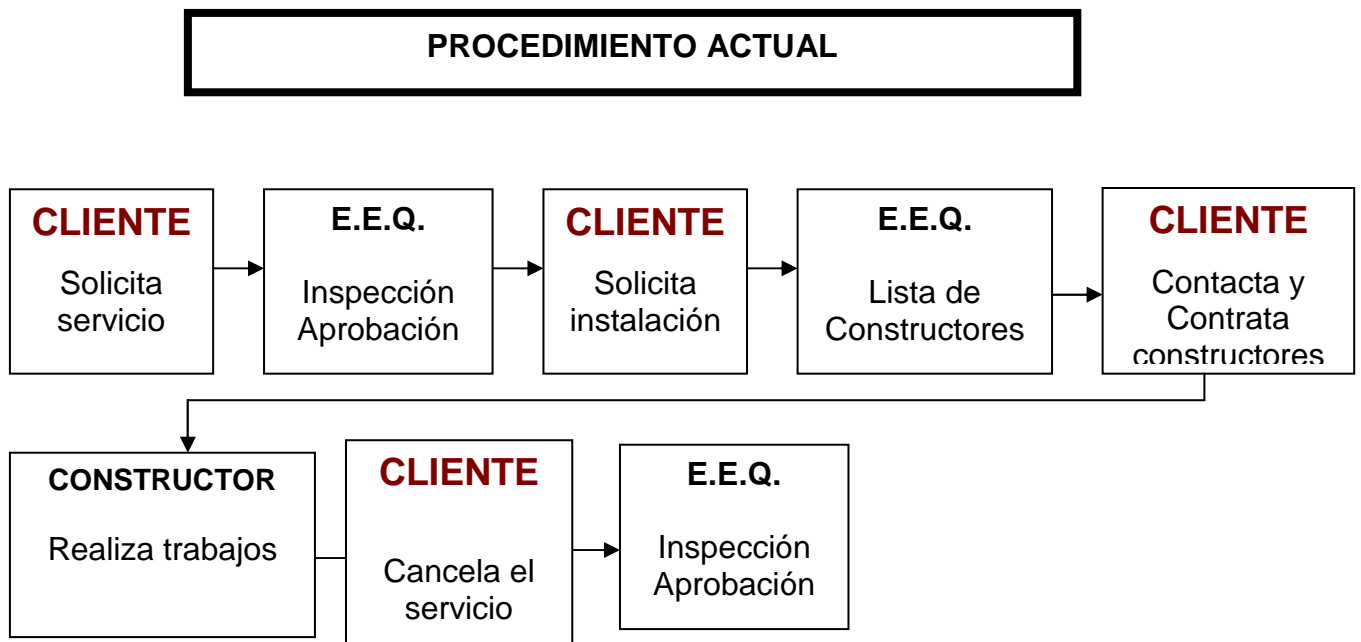 PROCEDIMIENTO ACTUAL
CLIENTE
Solicita
servicio
E.E.Q.
Inspección
Aprobación
CLIENTE
Solicita
instalación
E.E.Q.
Lista de
Constructores
CLIENTE
Contacta y
Contrata
constructores
CONSTRUCTOR
Realiza trabajos
CLIENTE
Cancela el
servicio
E.E.Q.
Inspección
Aprobación